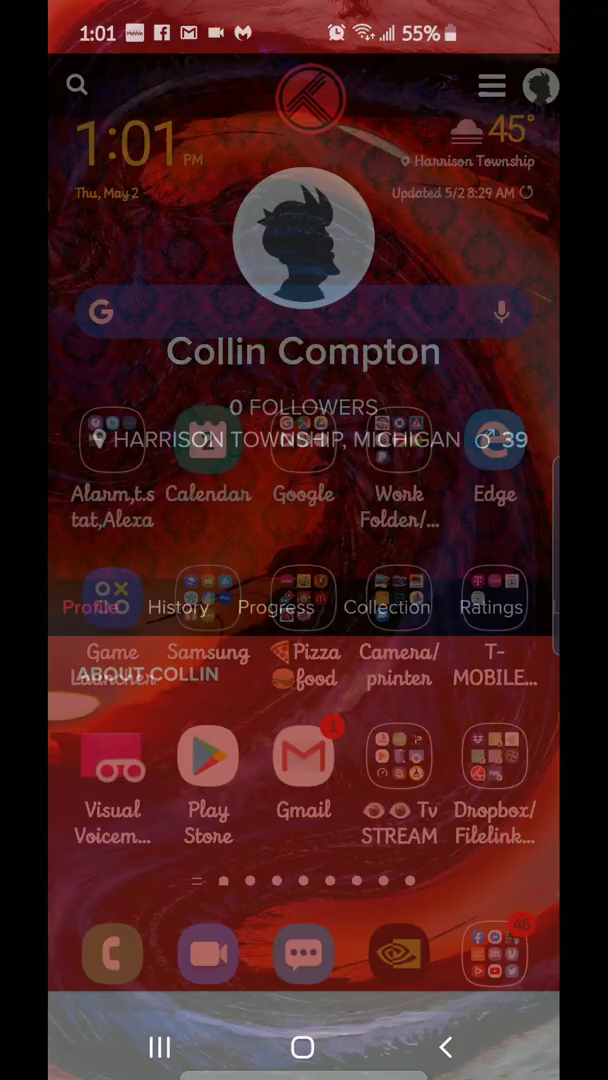 1:01 55%
1:01 PM
45°
Harrison Township
Thu, May 2
Updated 5/2 8:29 AM
Collin Compton
0 FOLLOWERS
HARRISON TOWNSHIP, MICHIGAN 39
Alarm,t.s Calendar Google Work Edge
tat,Alexa Folder/...
Profile History Progress Collection Ratings
Game Samsung Pizza Camera/ T-
Launcher food printer MOBILE...
ABOUT COLLIN
1
Visual Play Gmail Tv Dropbox/
Voicem... Store STREAM Filelink...
46